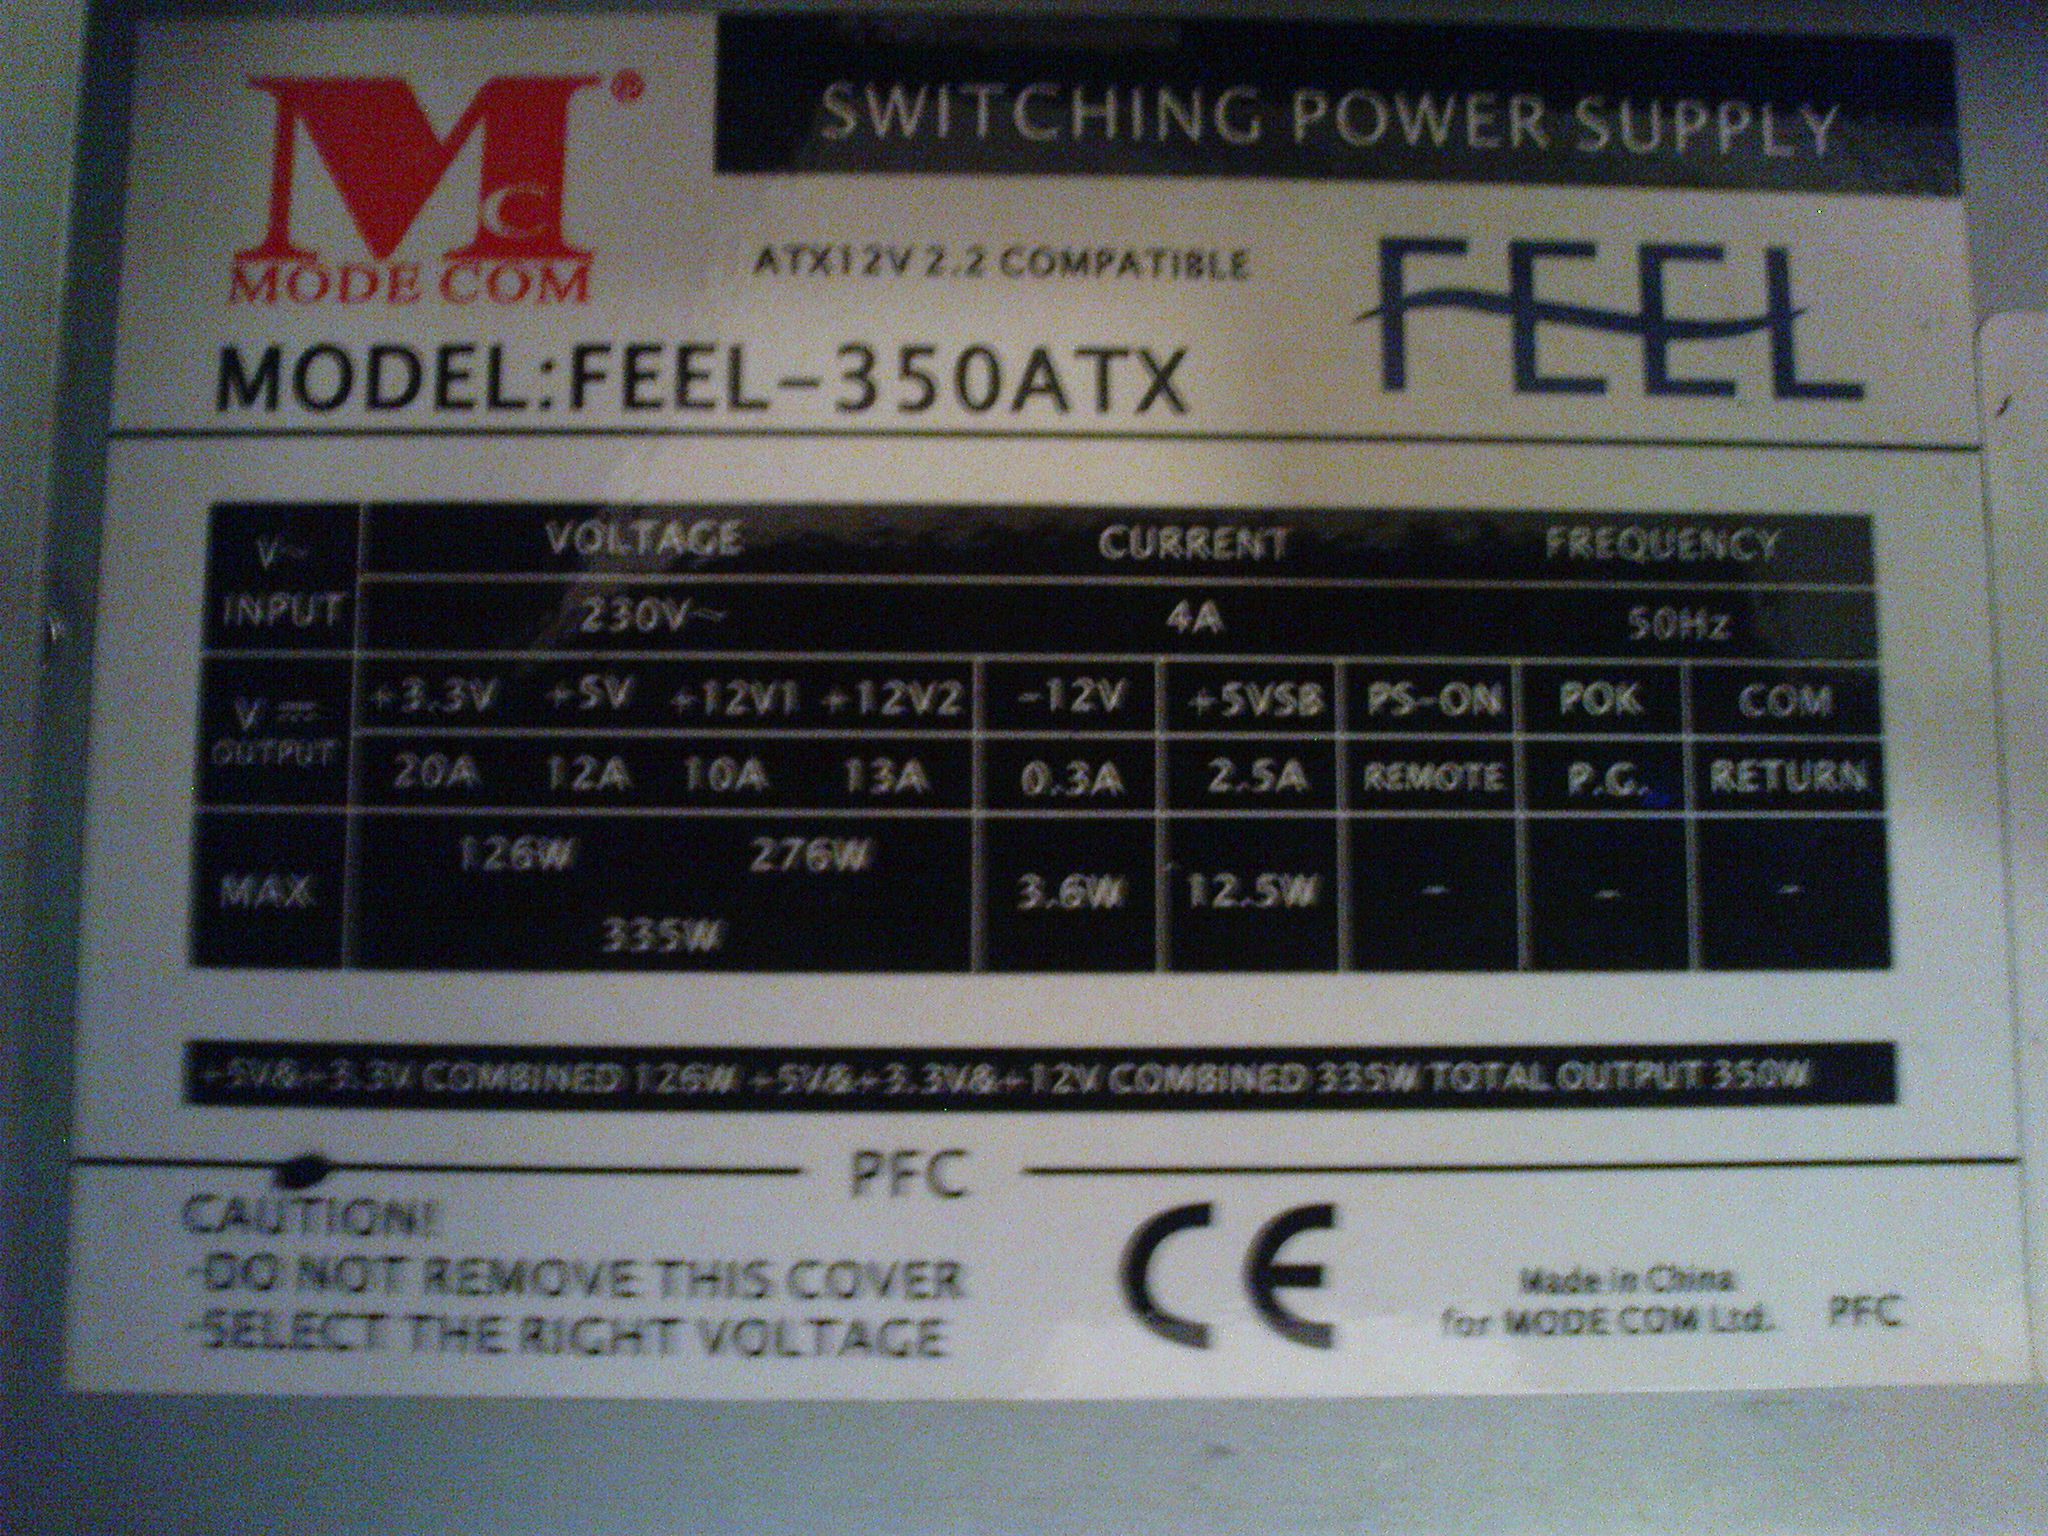 M C ®
MODE COM
SWITCHING POWER SUPPLY
ATX12V 2.2 COMPATIBLE
FEEL
MODEL:FEEL-350ATX
V~ INPUT VOLTAGE CURRENT FREQUENCY
230V~ 4A 50Hz
V⎓ OUTPUT +3.3V +5V +12V1 +12V2 -12V +5VSB PS-ON POK COM
20A 12A 10A 13A 0.3A 2.5A REMOTE P.G. RETURN
MAX 126W 276W 3.6W 12.5W - - -
335W
+5V&+3.3V COMBINED 126W +5V&+3.3V&+12V COMBINED 335W TOTAL OUTPUT 350W
PFC
CAUTION!
-DO NOT REMOVE THIS COVER
-SELECT THE RIGHT VOLTAGE
CE
Made in China
for MODE COM Ltd. PFC